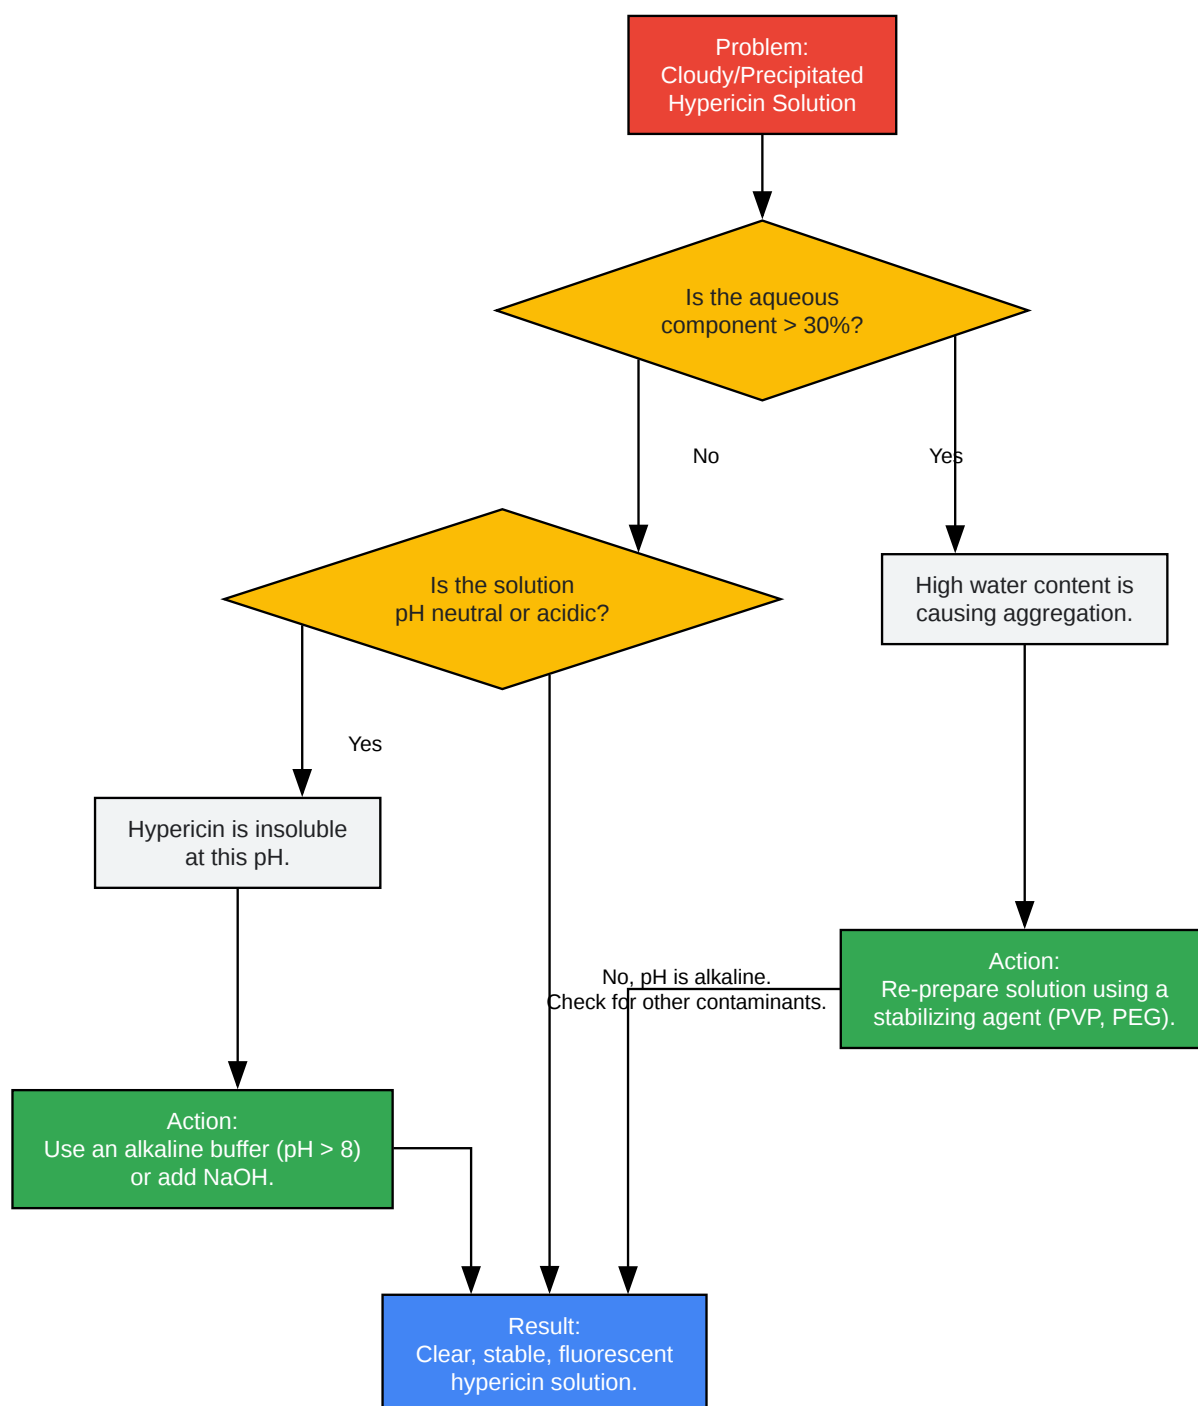 Problem:
Cloudy/Precipitated
Hypericin Solution
Is the aqueous
component > 30%?
No
Yes
Is the solution
pH neutral or acidic?
High water content is
causing aggregation.
Yes
Hypericin is insoluble
at this pH.
No, pH is alkaline.
Check for other contaminants.
Action:
Re-prepare solution using a
stabilizing agent (PVP, PEG).
Action:
Use an alkaline buffer (pH > 8)
or add NaOH.
Result:
Clear, stable, fluorescent
hypericin solution.